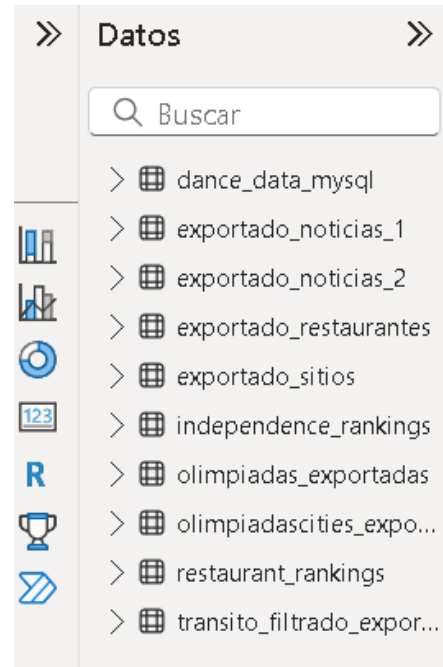 Datos
Buscar
dance_data_mysql
exportado_noticias_1
exportado_noticias_2
exportado_restaurantes
exportado_sitios
123
independence_rankings
R
olimpiadas_exportadas
olimpiadascities_expo...
restaurant_rankings
transito_filtrado_expor...